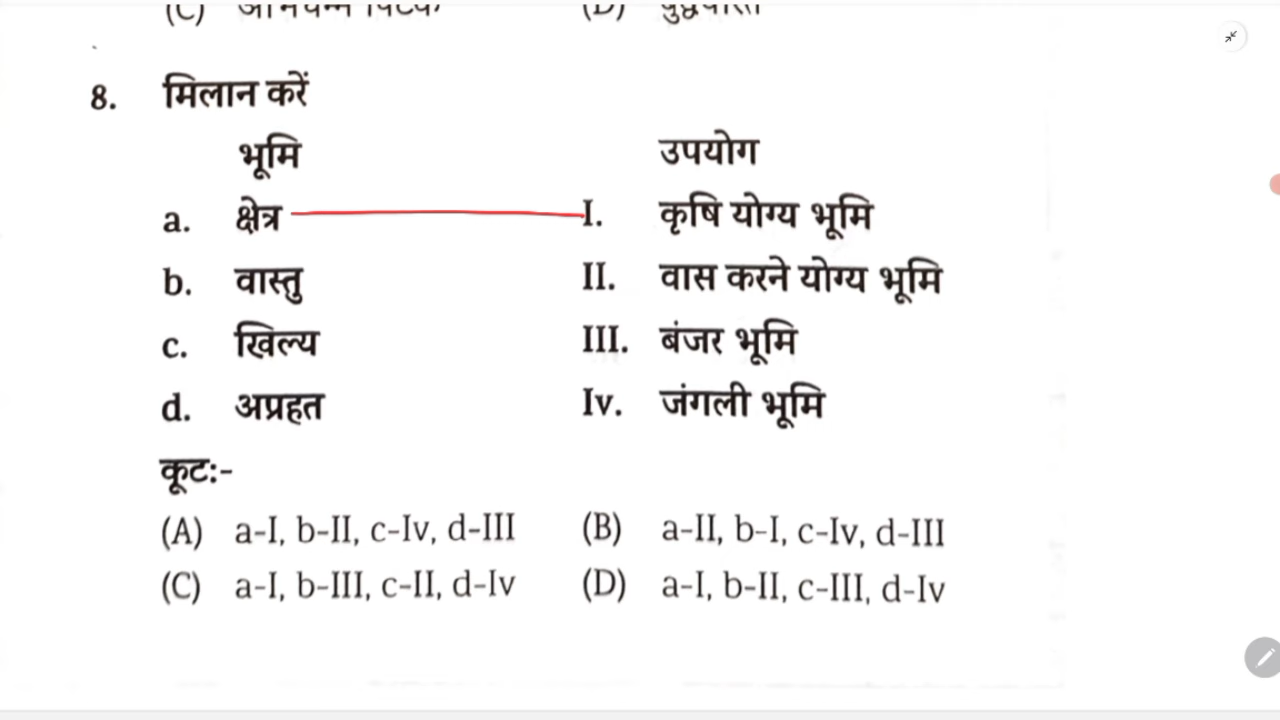 8. मिलान करें
भूमि उपयोग
a. क्षेत्र I. कृषि योग्य भूमि
b. वास्तु II. वास करने योग्य भूमि
c. खिल्य III. बंजर भूमि
d. अप्रहत Iv. जंगली भूमि
कूट:-
(A) a-I, b-II, c-Iv, d-III (B) a-II, b-I, c-Iv, d-III
(C) a-I, b-III, c-II, d-Iv (D) a-I, b-II, c-III, d-Iv